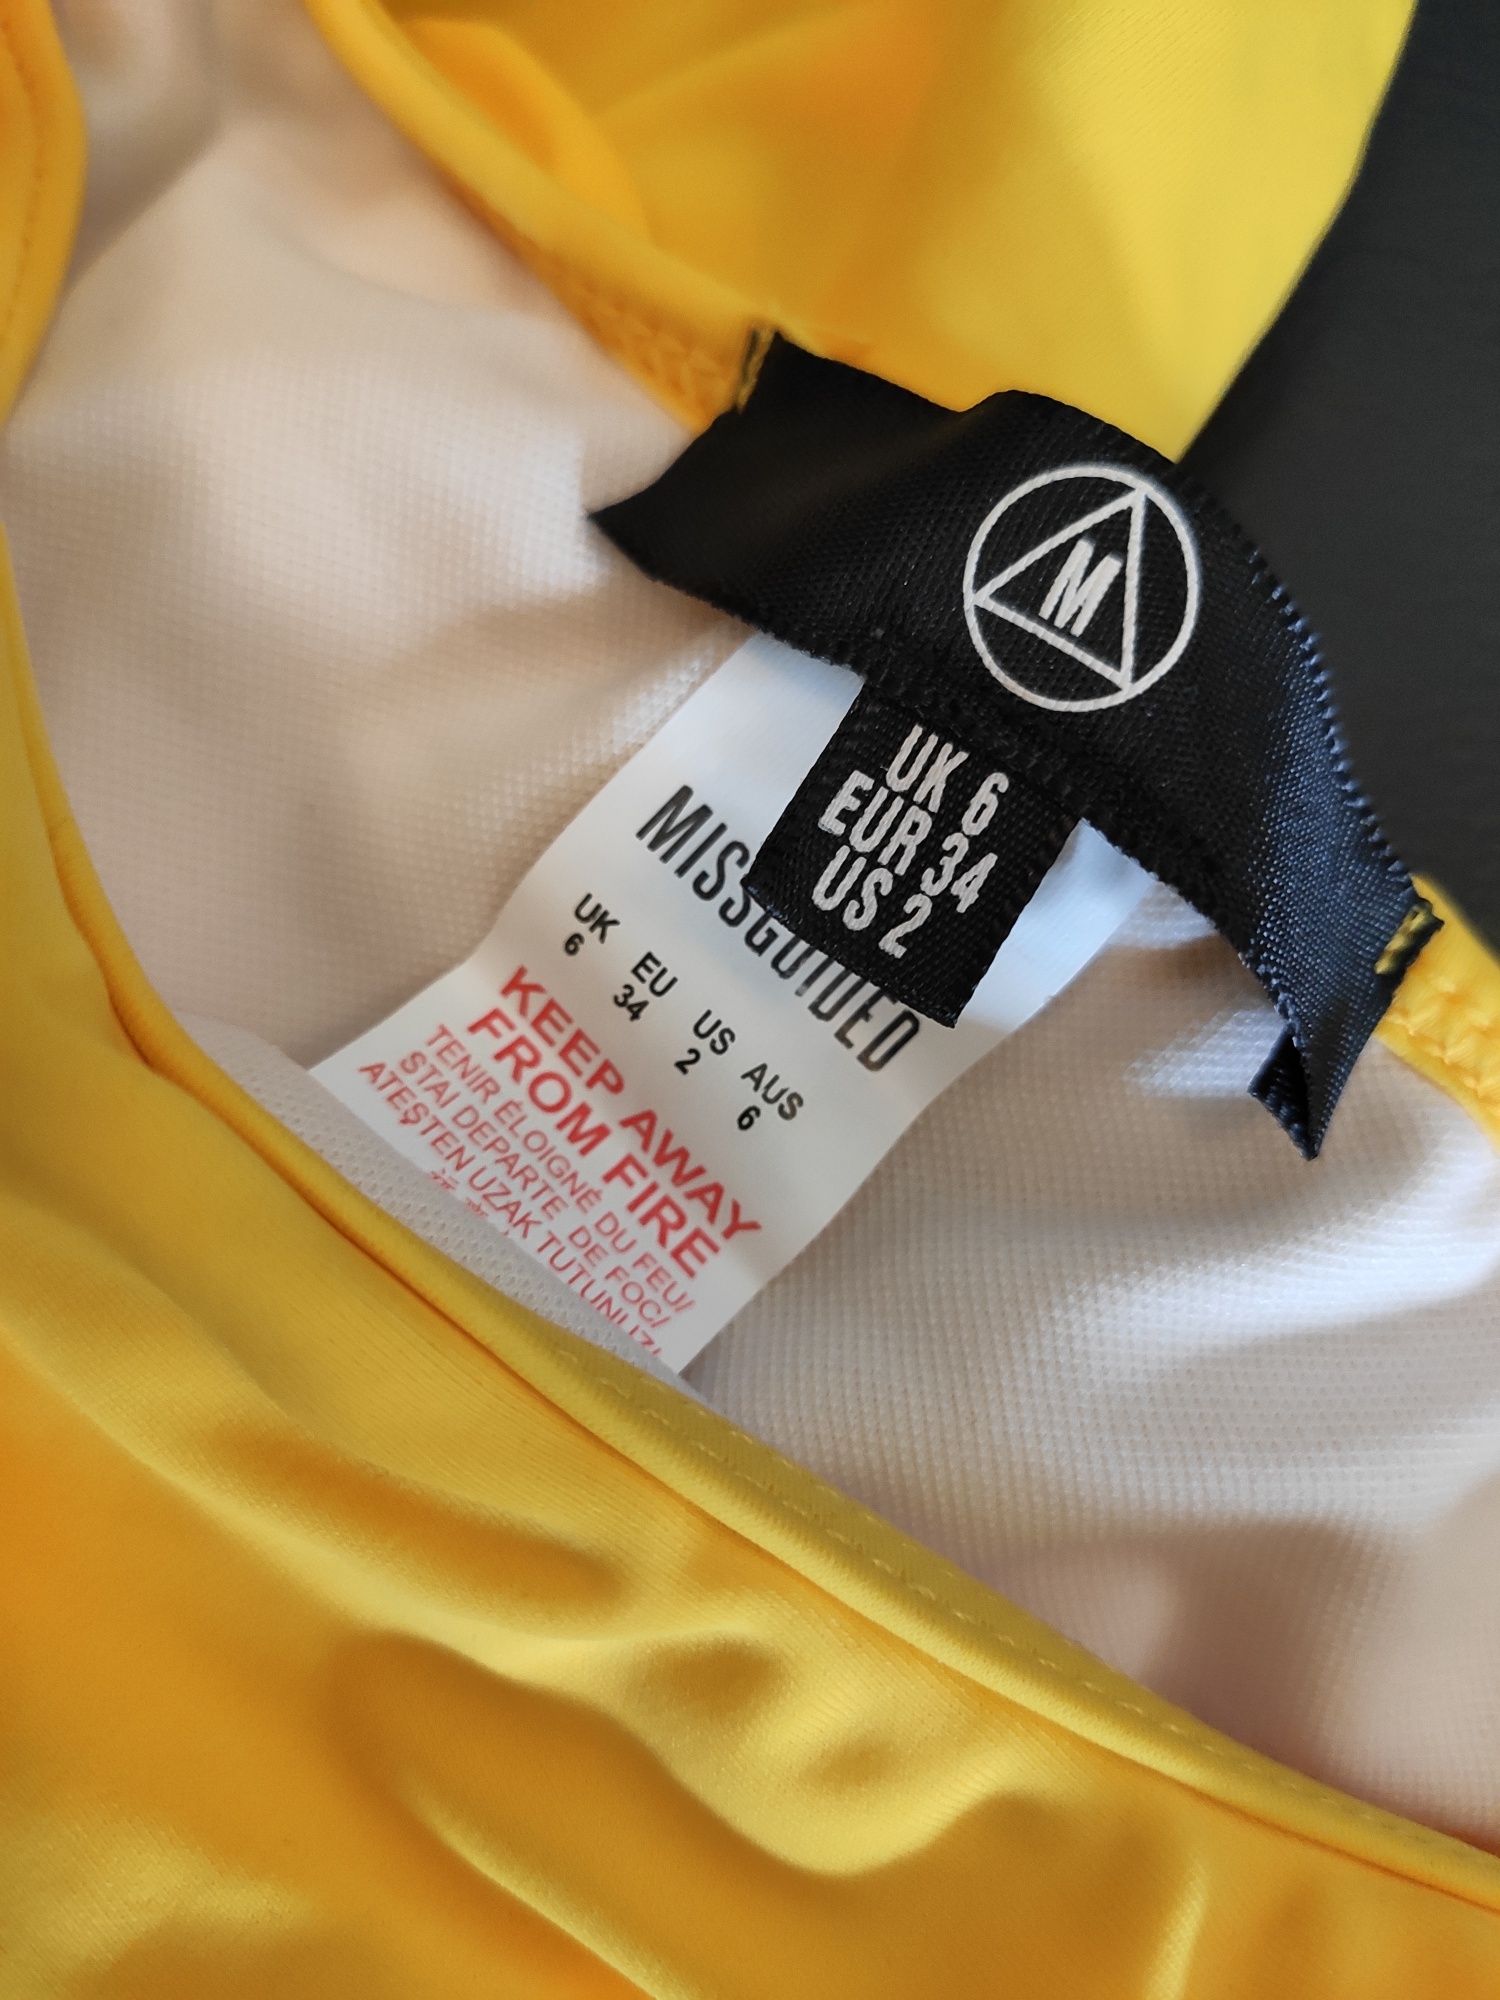 M
UK 6
EUR 34
US 2
MISSGUIDED
UK EU US AUS
6 34 2 6
KEEP AWAY
FROM FIRE
TENIR ÉLOIGNÉ DU FEU/
STAI DEPARTE DE FOC/
ATEŞTEN UZAK TUTUNUZ/